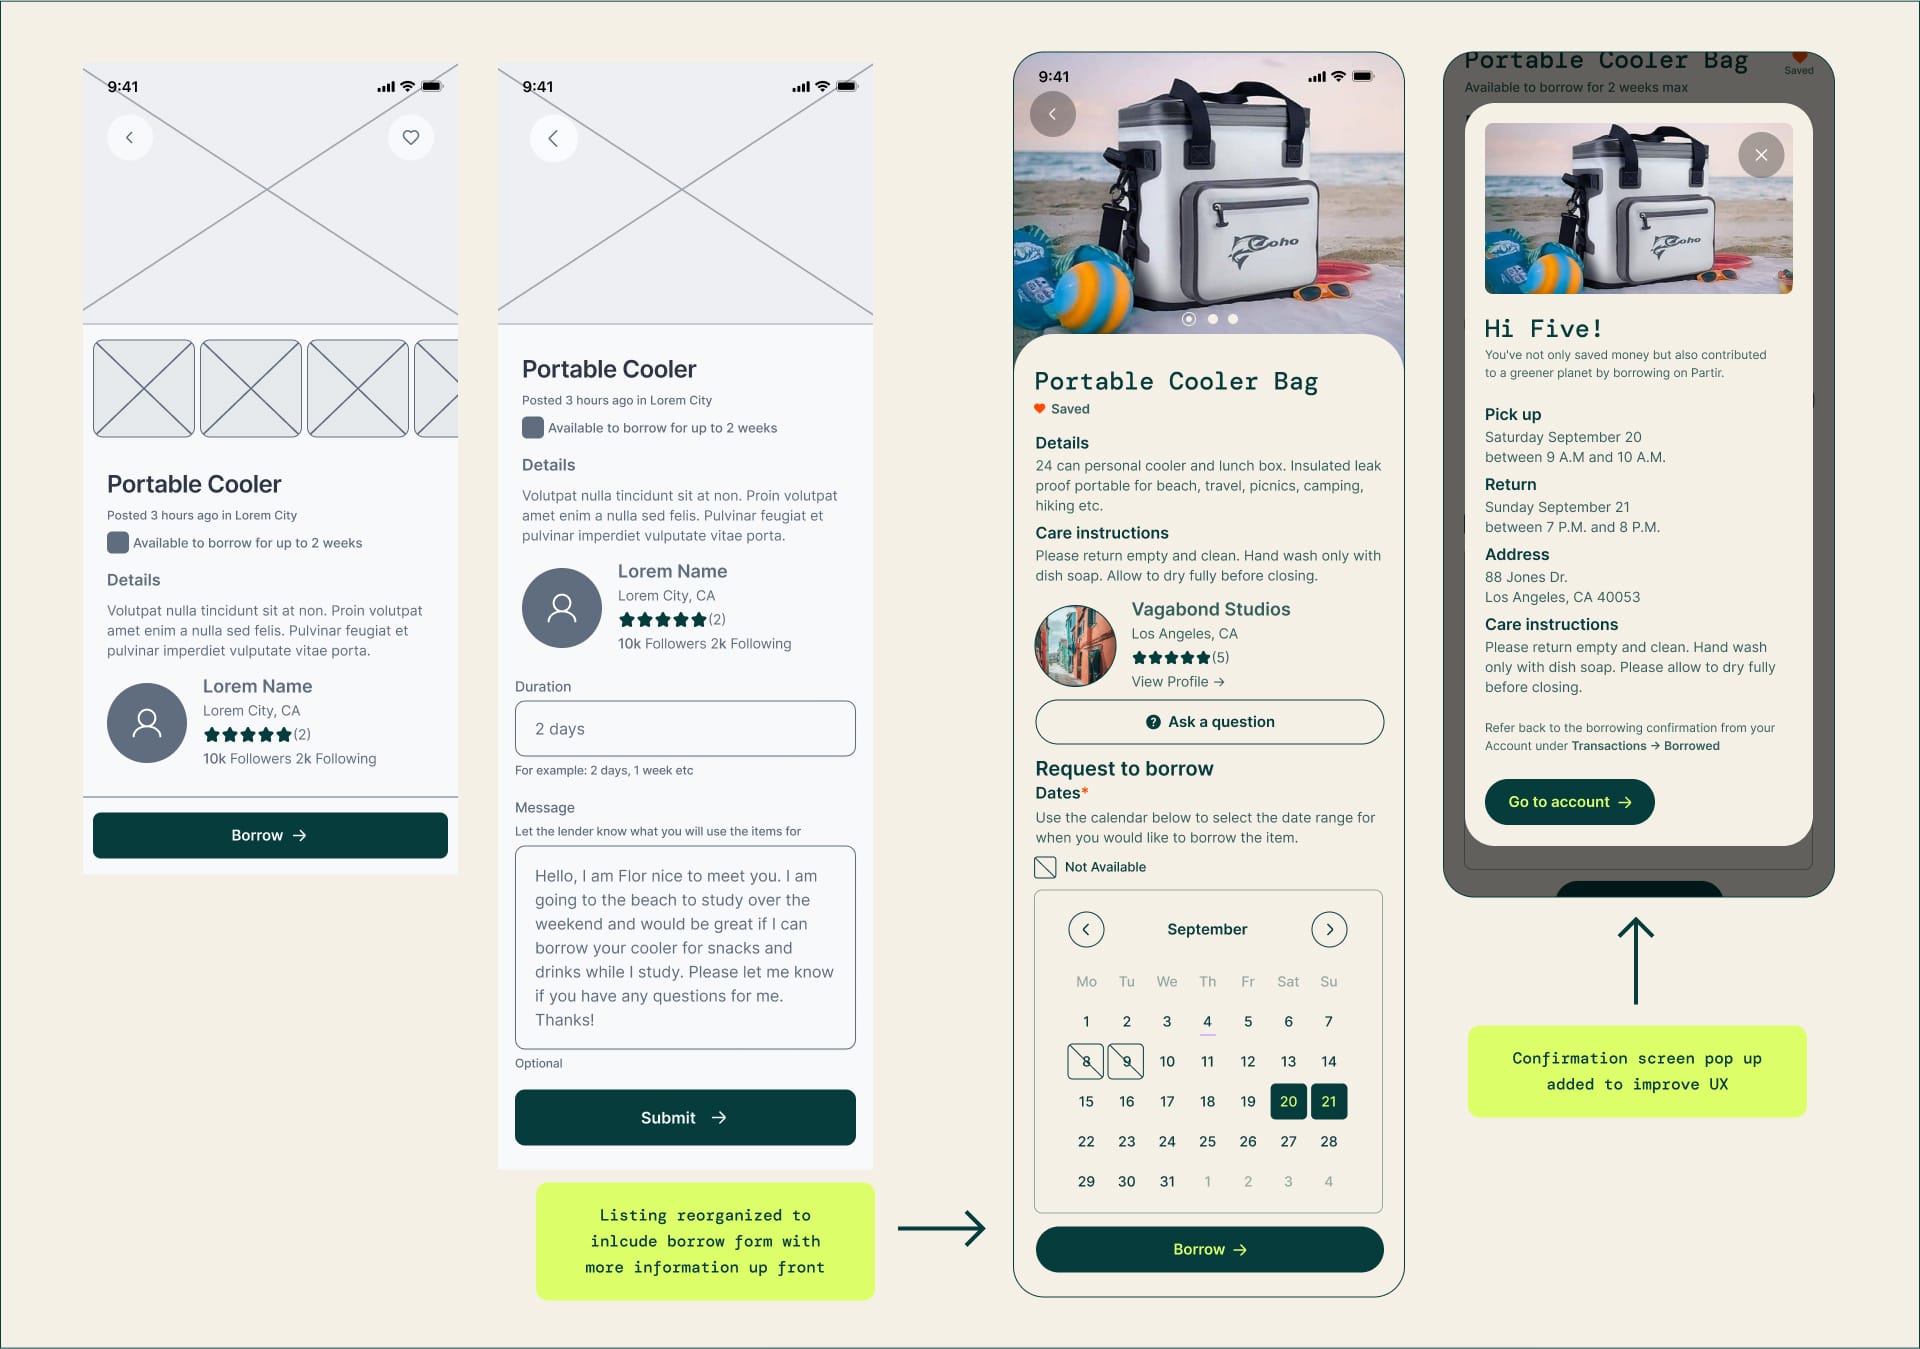 9:41
Portable Cooler
Posted 3 hours ago in Lorem City
Available to borrow for up to 2 weeks
Details
Volutpat nulla tincidunt sit at non. Proin volutpat
amet enim a nulla sed felis. Pulvinar feugiat et
pulvinar imperdiet vulputate vitae porta.
Lorem Name
Lorem City, CA
(2)
10k Followers 2k Following
Borrow →
9:41
Portable Cooler
Posted 3 hours ago in Lorem City
Available to borrow for up to 2 weeks
Details
Volutpat nulla tincidunt sit at non. Proin volutpat
amet enim a nulla sed felis. Pulvinar feugiat et
pulvinar imperdiet vulputate vitae porta.
Lorem Name
Lorem City, CA
(2)
10k Followers 2k Following
Duration
2 days
For example: 2 days, 1 week etc
Message
Let the lender know what you will use the items for
Hello, I am Flor nice to meet you. I am
going to the beach to study over the
weekend and would be great if I can
borrow your cooler for snacks and
drinks while I study. Please let me know
if you have any questions for me.
Thanks!
Optional
Submit →
Listing reorganized to
inlcude borrow form with
more information up front
9:41
Coho
Portable Cooler Bag
Saved
Details
24 can personal cooler and lunch box. Insulated leak
proof portable for beach, travel, picnics, camping,
hiking etc.
Care instructions
Please return empty and clean. Hand wash only with
dish soap. Allow to dry fully before closing.
Vagabond Studios
Los Angeles, CA
(5)
View Profile →
? Ask a question
Request to borrow
Dates*
Use the calendar below to select the date range for
when you would like to borrow the item.
Not Available
September
Mo Tu We Th Fr Sat Su
1 2 3 4 5 6 7
8 9 10 11 12 13 14
15 16 17 18 19 20 21
22 23 24 25 26 27 28
29 30 31 1 2 3 4
Borrow →
Portable Cooler Bag
Saved
Available to borrow for 2 weeks max
Coho
Hi Five!
You've not only saved money but also contributed
to a greener planet by borrowing on Partir.
Pick up
Saturday September 20
between 9 A.M and 10 A.M.
Return
Sunday September 21
between 7 P.M. and 8 P.M.
Address
88 Jones Dr.
Los Angeles, CA 40053
Care instructions
Please return empty and clean. Hand wash
only with dish soap. Please allow to dry fully
before closing.
Refer back to the borrowing confirmation from your
Account under Transactions → Borrowed
Go to account →
Confirmation screen pop up
added to improve UX